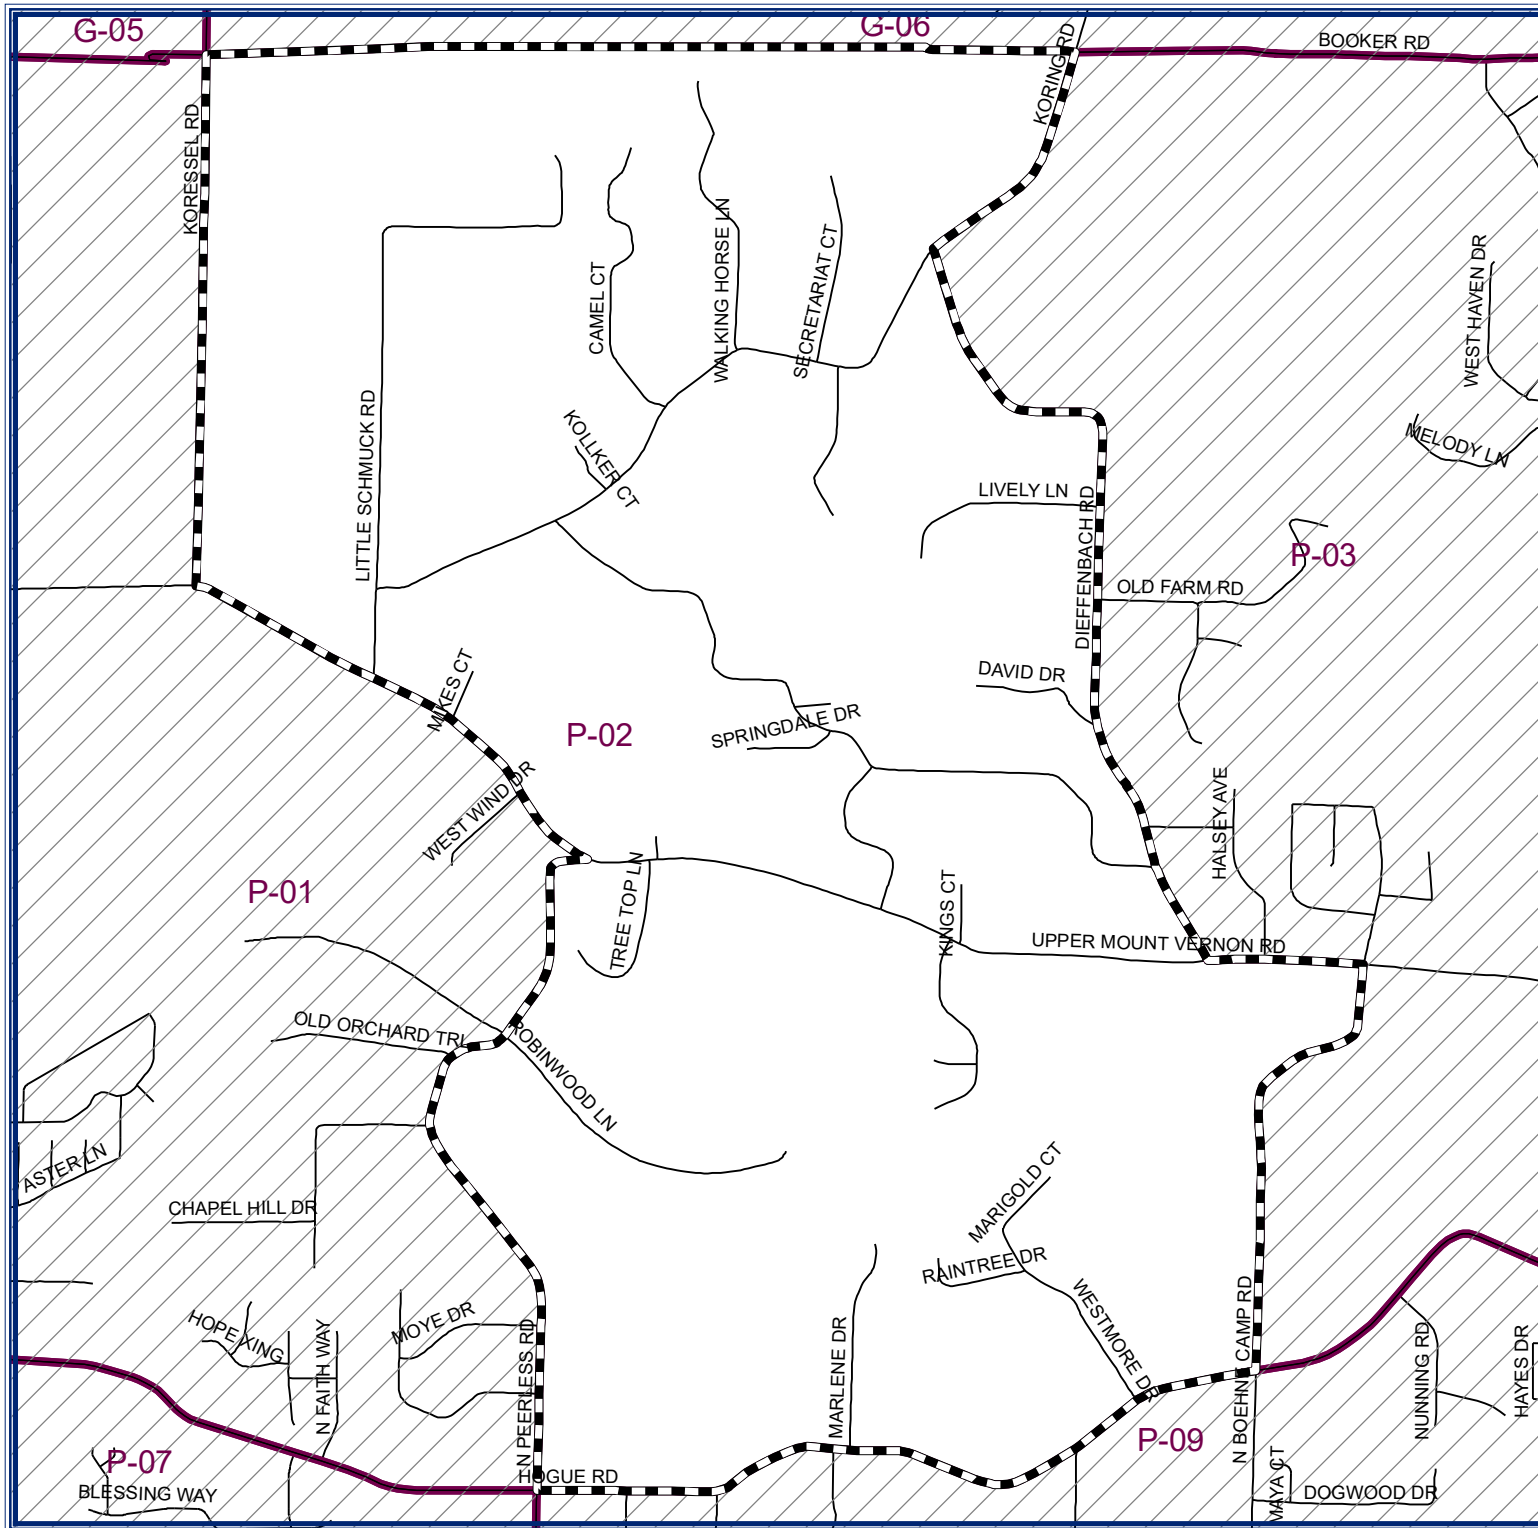 G-05
G-06
BOOKER RD
KORING RD
KORESSEL RD
WALKING HORSE LN
SECRETARIAT CT
CAMEL CT
WEST HAVEN DR
LITTLE SCHMUCK RD
KOLLKER CT
MELODY LN
LIVELY LN
DIEFFENBACH RD
P-03
OLD FARM RD
MIKES CT
DAVID DR
P-02
SPRINGDALE DR
WEST WIND DR
HALSEY AVE
P-01
TREE TOP LN
KINGS CT
UPPER MOUNT VERNON RD
OLD ORCHARD TRL
ROBINWOOD LN
ASTER LN
CHAPEL HILL DR
MARIGOLD CT
RAINTREE DR
WESTMORE DR
HOPE XING
N FAITH WAY
MOYE DR
N PEERLESS RD
MARLENE DR
N BOEHNE CAMP RD
NUNNING RD
HAYES DR
P-09
P-07
HOGUE RD
BLESSING WAY
MAYA CT
DOGWOOD DR